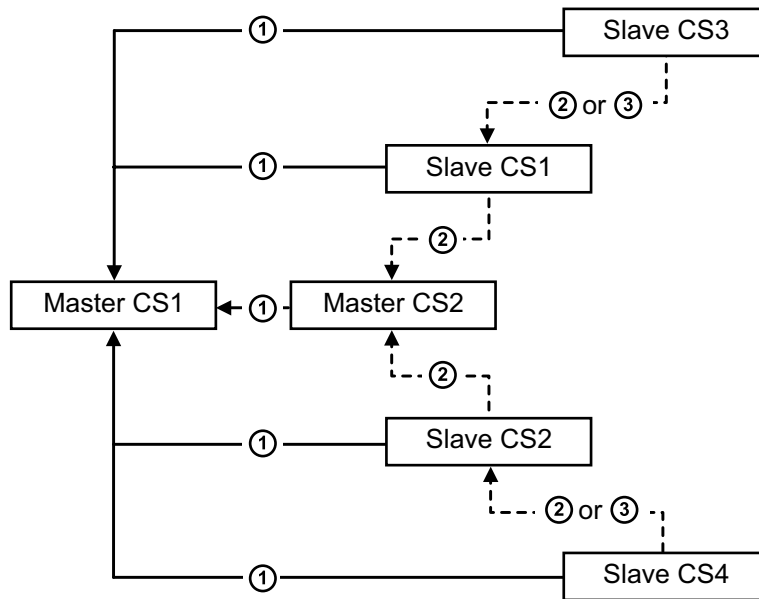 ① Slave CS3
② or ③
① Slave CS1
②
Master CS1 ① Master CS2
②
① Slave CS2
② or ③
① Slave CS4